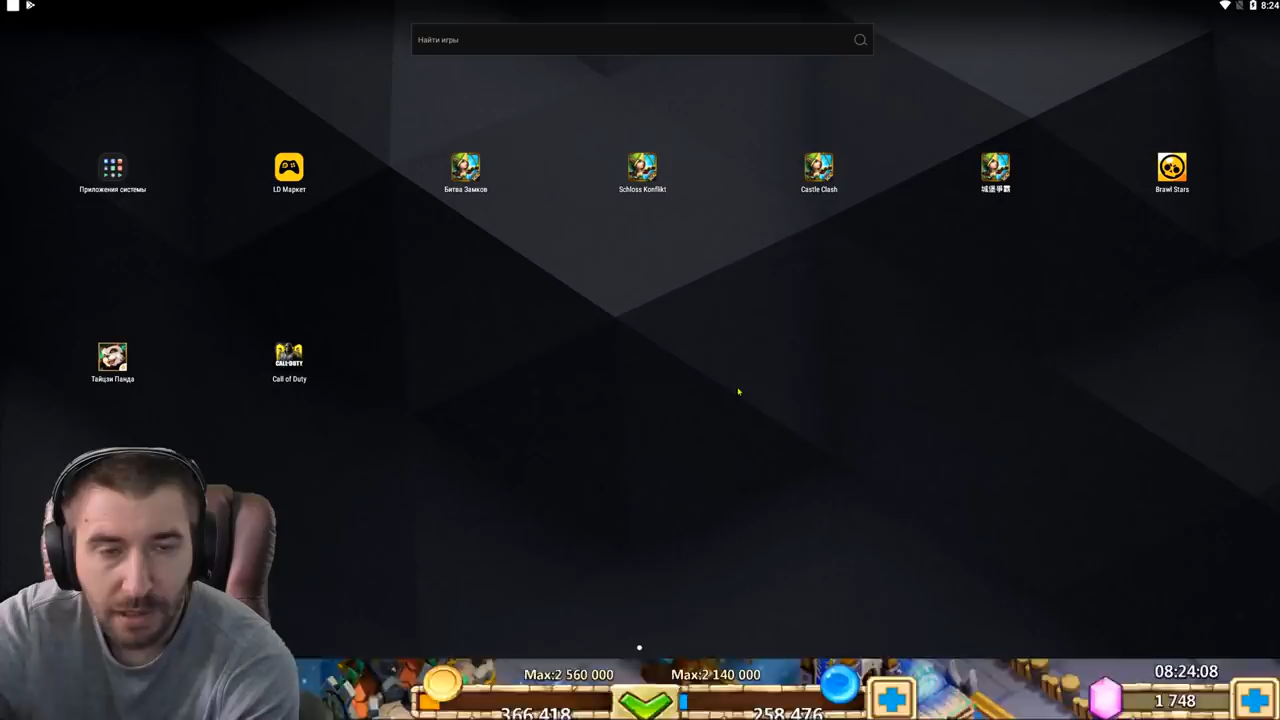 8:24
Найти игры
Приложения системы
LD Маркет
Битва Замков
Schloss Konflikt
Castle Clash
城堡爭霸
Brawl Stars
CALL·DUTY
Тайцзи Панда
Call of Duty
Max:2 560 000
Max:2 140 000
08:24:08
366 418
258 476
1 748